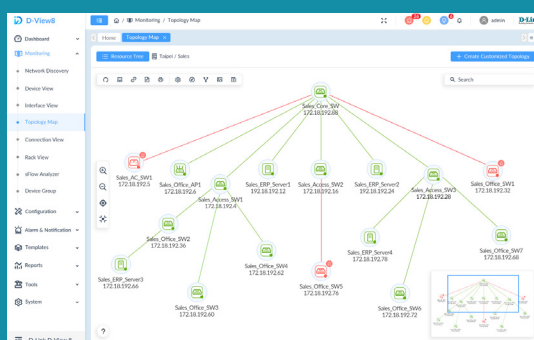 D-View8
Monitoring / Topology Map
admin
D-Link
Dashboard
Monitoring
Network Discovery
Device View
Interface View
Topology Map
Connection View
Rack View
sFlow Analyzer
Device Group
Configuration
Alarm & Notification
Templates
Reports
Tools
System
Home
Topology Map
Resource Tree
Taipei / Sales
+ Create Customized Topology
Search
Sales_Core_SW
172.18.192.88
Sales_AC_SW1
172.18.192.5
Sales_Office_AP1
172.18.192.6
Sales_ERP_Server1
192.18.192.12
Sales_Access_SW2
172.18.192.16
Sales_ERP_Server2
192.18.192.24
Sales_Access_SW3
172.18.192.28
Sales_Office_SW1
172.18.192.32
Sales_Access_SW1
172.18.192.4
Sales_Office_SW2
172.18.192.36
Sales_Office_SW4
172.18.192.62
Sales_ERP_Server4
172.18.192.78
Sales_Office_SW7
172.18.192.68
Sales_ERP_Server3
172.18.192.66
Sales_Office_SW5
172.18.192.76
Sales_Office_SW3
172.18.192.60
Sales_Office_SW6
172.18.192.72
?